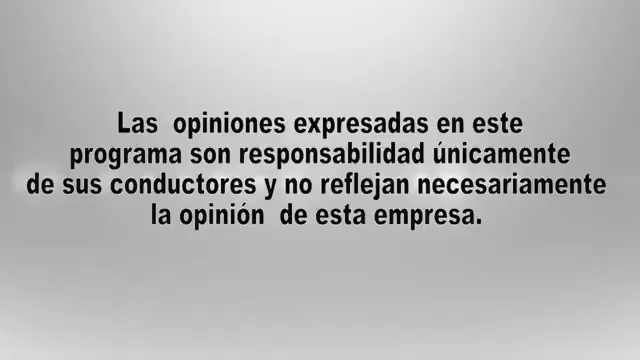 Las opiniones expresadas en este
programa son responsabilidad únicamente
de sus conductores y no reflejan necesariamente
la opinión de esta empresa.